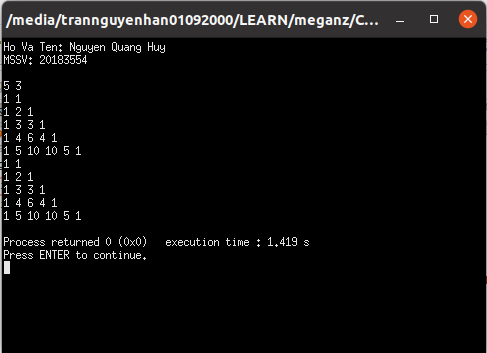 /media/trannguyenhan01092000/LEARN/meganz/C...
Ho Va Ten: Nguyen Quang Huy
MSSV: 20183554
5 3
1 1
1 2 1
1 3 3 1
1 4 6 4 1
1 5 10 10 5 1
1 1
1 2 1
1 3 3 1
1 4 6 4 1
1 5 10 10 5 1
Process returned 0 (0x0)   execution time : 1.419 s
Press ENTER to continue.